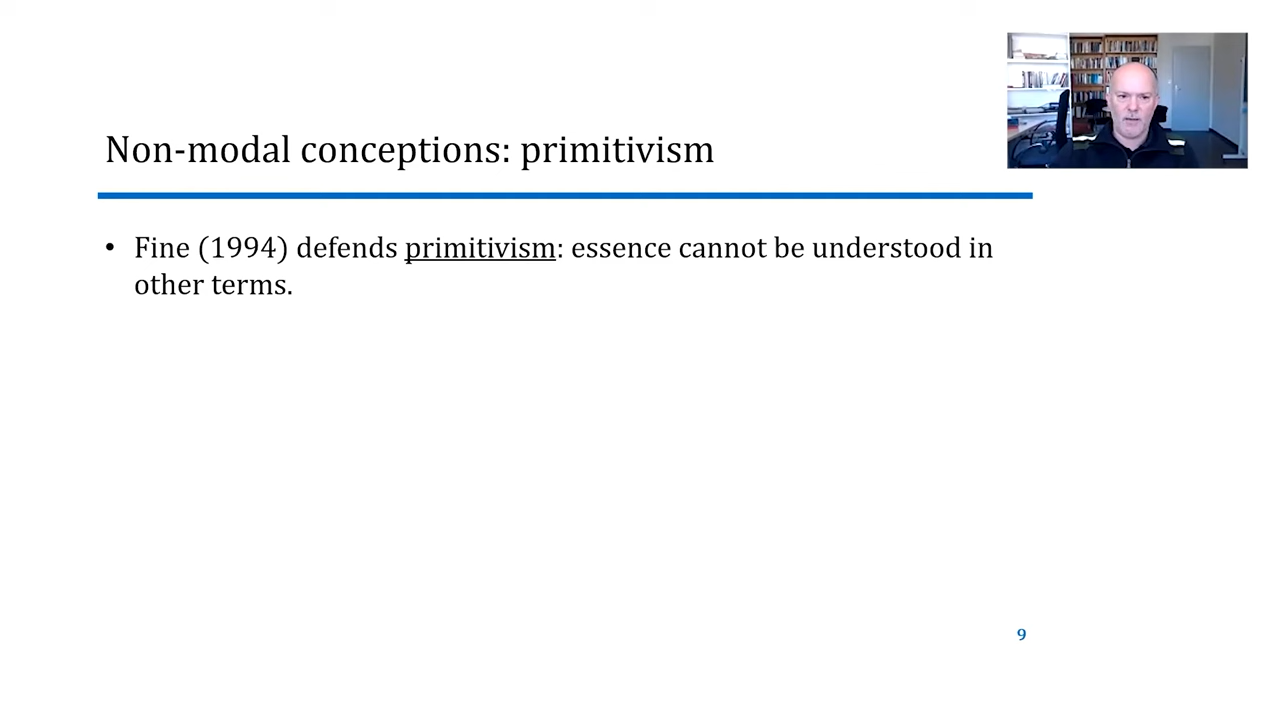 Non-modal conceptions: primitivism
• Fine (1994) defends primitivism: essence cannot be understood in
other terms.
9